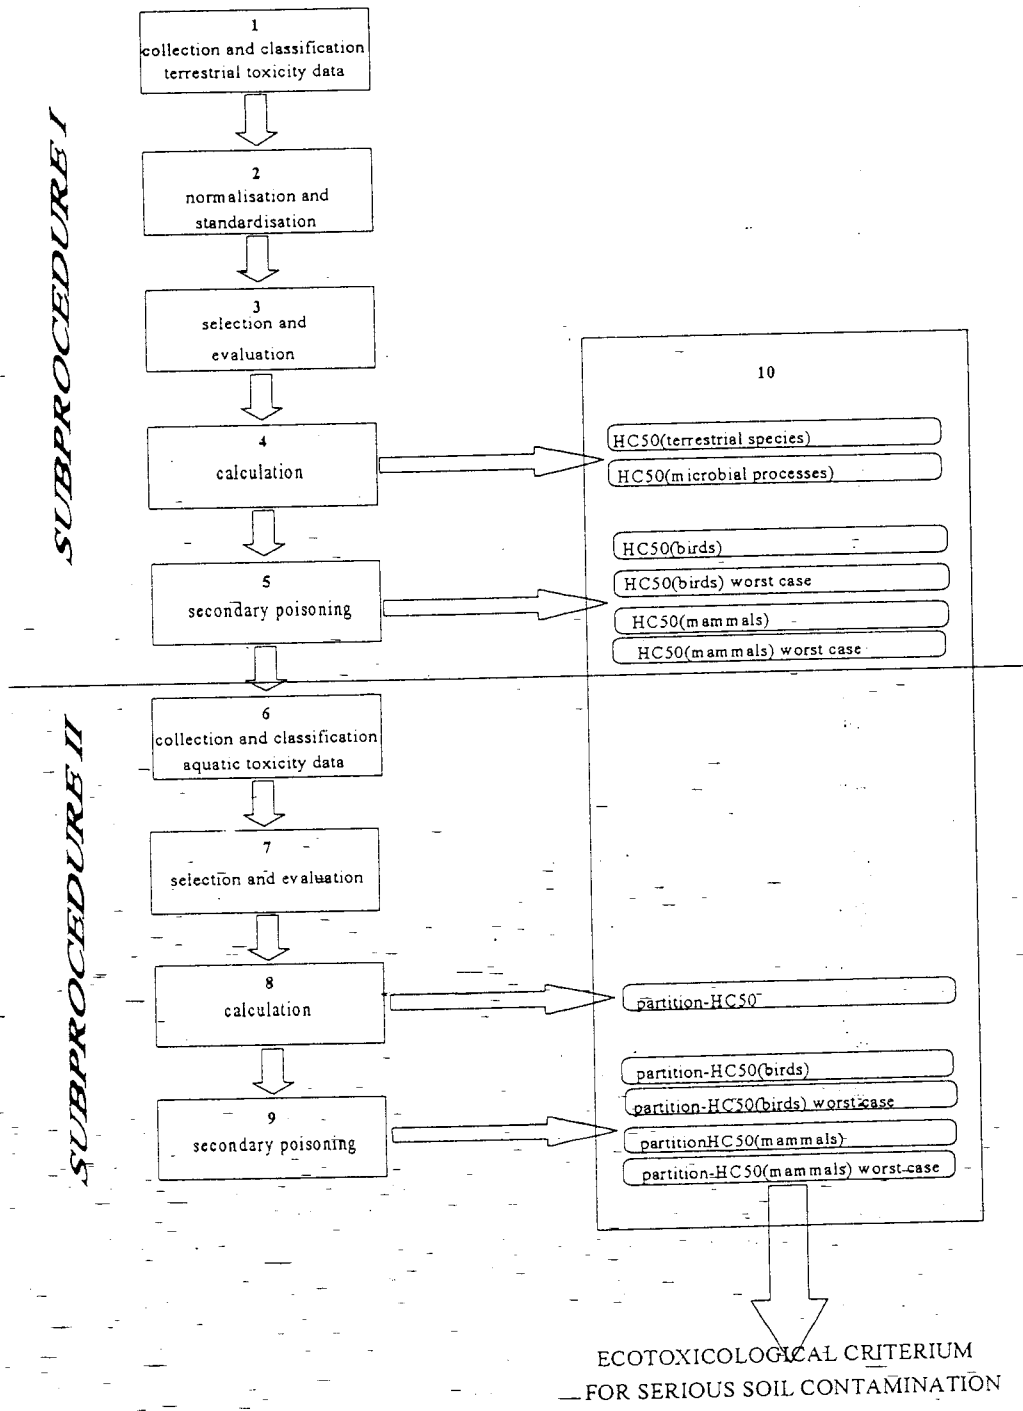 SUBPROCEDURE I
1
collection and classification
terrestrial toxicity data
2
normalisation and
standardisation
3
selection and
evaluation
4
calculation
5
secondary poisoning
SUBPROCEDURE II
6
collection and classification
aquatic toxicity data
7
selection and evaluation
8
calculation
9
secondary poisoning
10
HC50(terrestrial species)
HC50(microbial processes)
HC50(birds)
HC50(birds) worst case
HC50(mammals)
HC50(mammals) worst case
partition-HC50
partition-HC50(birds)
partition-HC50(birds) worst case
partitionHC50(mammals)
partition-HC50(mammals) worst case
ECOTOXICOLOGICAL CRITERIUM
FOR SERIOUS SOIL CONTAMINATION